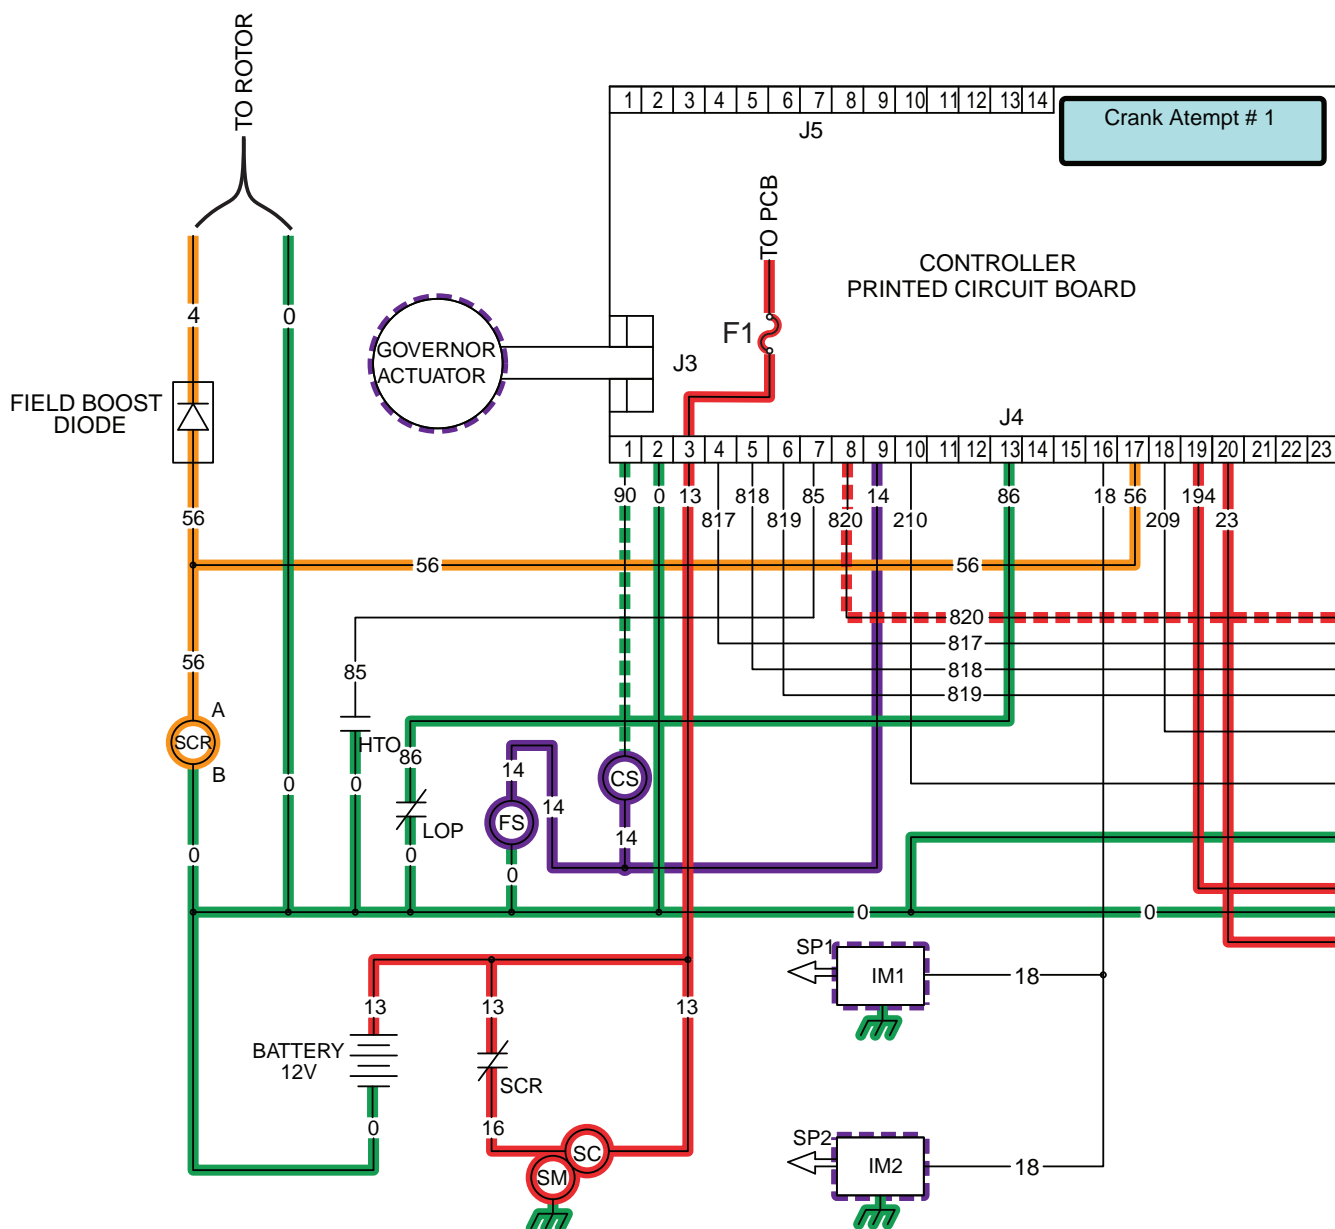 TO ROTOR
1 2 3 4 5 6 7 8 9 10 11 12 13 14
J5
Crank Atempt # 1
TO PCB
CONTROLLER
PRINTED CIRCUIT BOARD
F1
4
0
GOVERNOR
ACTUATOR
J3
FIELD BOOST
DIODE
J4
1 2 3 4 5 6 7 8 9 10 11 12 13 14 15 16 17 18 19 20 21 22 23
90 0 13 818 85 14 86 18 56 194
817 819 820 210 209 23
56
56 56
820
817
818
819
56
85
A
SCR
B
HTO
86
14
CS
0
0
14
FS
LOP
14
0
0
0
0 0
SP1
IM1
18
13 13 13
BATTERY
12V
SCR
0
16
SC
SM
SP2
IM2
18